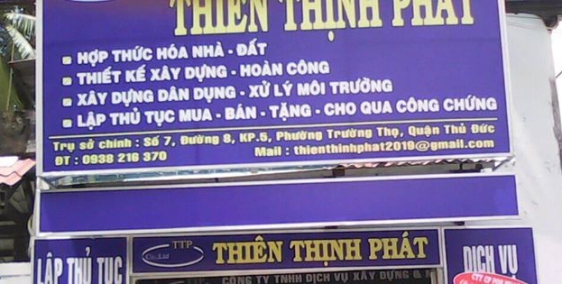 THIÊN THỊNH PHÁT
HỢP THỨC HÓA NHÀ - ĐẤT
THIẾT KẾ XÂY DỰNG - HOÀN CÔNG
XÂY DỰNG DÂN DỤNG - XỬ LÝ MÔI TRƯỜNG
LẬP THỦ TỤC MUA - BÁN - TẶNG - CHO QUA CÔNG CHỨNG
Trụ sở chính : Số 7, Đường 8, KP.5, Phường Trường Thọ, Quận Thủ Đức
ĐT : 0938 216 370 Mail : thienthinhphat2019@gmail.com
LẬP THỦ TỤC
TTP
Co.,Ltd
THIÊN THỊNH PHÁT
DỊCH VỤ
CÔNG TY TNHH DỊCH VỤ XÂY DỰNG &